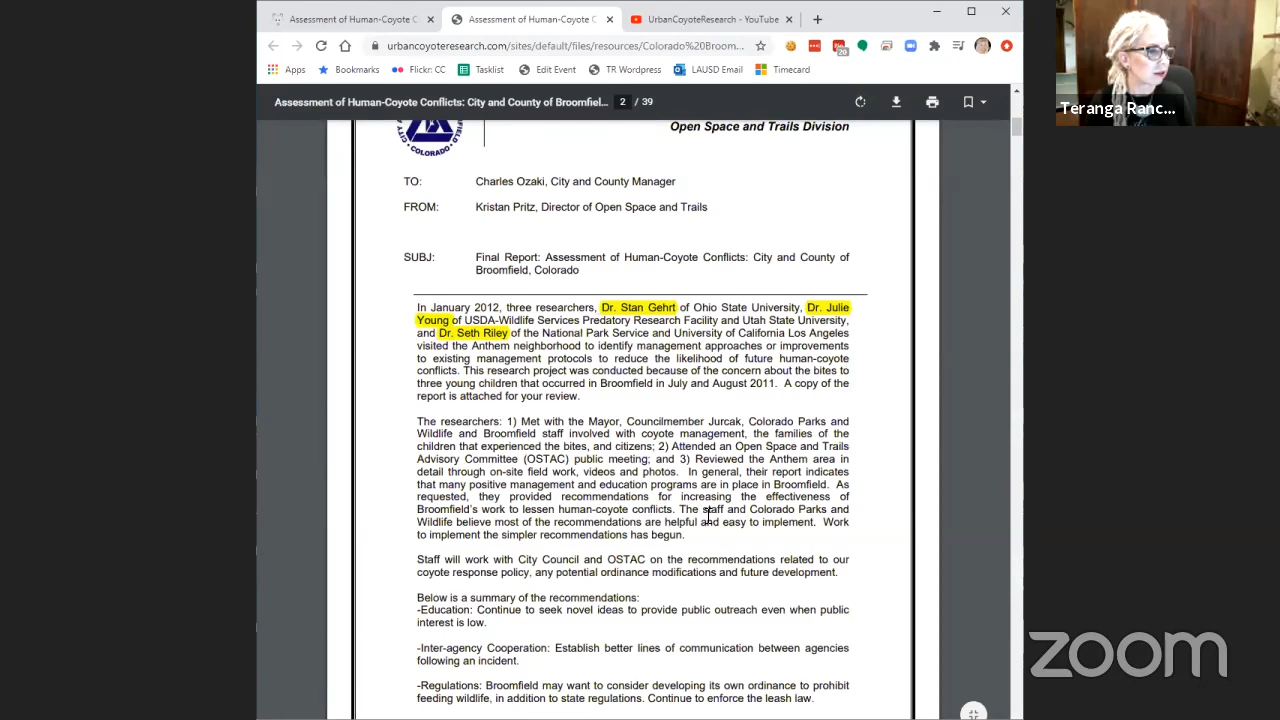 Assessment of Human-Coyote C
Assessment of Human-Coyote C
UrbanCoyoteResearch - YouTube
urbancoyoteresearch.com/sites/default/files/resources/Colorado%20Broom...
20
Apps
Bookmarks
Flickr: CC
Tasklist
Edit Event
TR Wordpress
LAUSD Email
Timecard
Teranga Ranc...
Assessment of Human-Coyote Conflicts: City and County of Broomfiel...
2 / 39
COLORADO
Open Space and Trails Division
TO: Charles Ozaki, City and County Manager
FROM: Kristan Pritz, Director of Open Space and Trails
SUBJ: Final Report: Assessment of Human-Coyote Conflicts: City and County of
Broomfield, Colorado
In January 2012, three researchers, Dr. Stan Gehrt of Ohio State University, Dr. Julie
Young of USDA-Wildlife Services Predatory Research Facility and Utah State University,
and Dr. Seth Riley of the National Park Service and University of California Los Angeles
visited the Anthem neighborhood to identify management approaches or improvements
to existing management protocols to reduce the likelihood of future human-coyote
conflicts. This research project was conducted because of the concern about the bites to
three young children that occurred in Broomfield in July and August 2011. A copy of the
report is attached for your review.
The researchers: 1) Met with the Mayor, Councilmember Jurcak, Colorado Parks and
Wildlife and Broomfield staff involved with coyote management, the families of the
children that experienced the bites, and citizens; 2) Attended an Open Space and Trails
Advisory Committee (OSTAC) public meeting; and 3) Reviewed the Anthem area in
detail through on-site field work, videos and photos. In general, their report indicates
that many positive management and education programs are in place in Broomfield. As
requested, they provided recommendations for increasing the effectiveness of
Broomfield's work to lessen human-coyote conflicts. The staff and Colorado Parks and
Wildlife believe most of the recommendations are helpful and easy to implement. Work
to implement the simpler recommendations has begun.
Staff will work with City Council and OSTAC on the recommendations related to our
coyote response policy, any potential ordinance modifications and future development.
Below is a summary of the recommendations:
-Education: Continue to seek novel ideas to provide public outreach even when public
interest is low.
-Inter-agency Cooperation: Establish better lines of communication between agencies
following an incident.
-Regulations: Broomfield may want to consider developing its own ordinance to prohibit
feeding wildlife, in addition to state regulations. Continue to enforce the leash law.
zoom